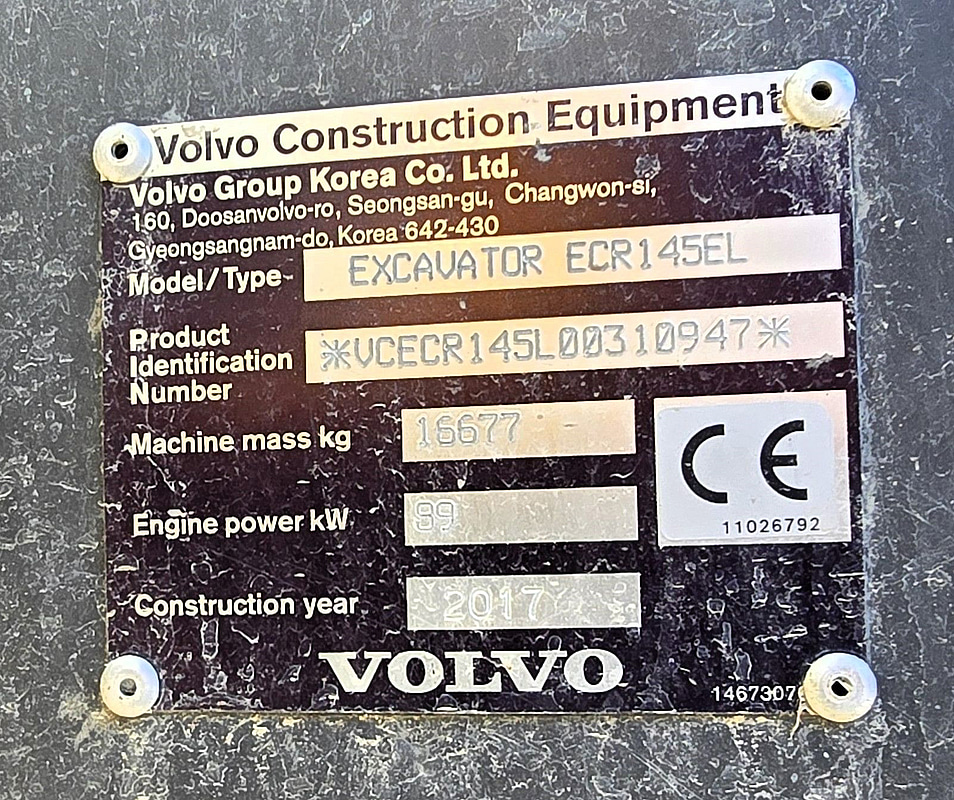 Volvo Construction Equipment
Volvo Group Korea Co. Ltd.
160, Doosanvolvo-ro, Seongsan-gu, Changwon-si,
Gyeongsangnam-do, Korea 642-430
Model/Type EXCAVATOR ECR145EL
Product
Identification
Number
*VCECR145L00310947*
Machine mass kg 16677
Engine power kW 89
CE
11026792
Construction year 2017
VOLVO